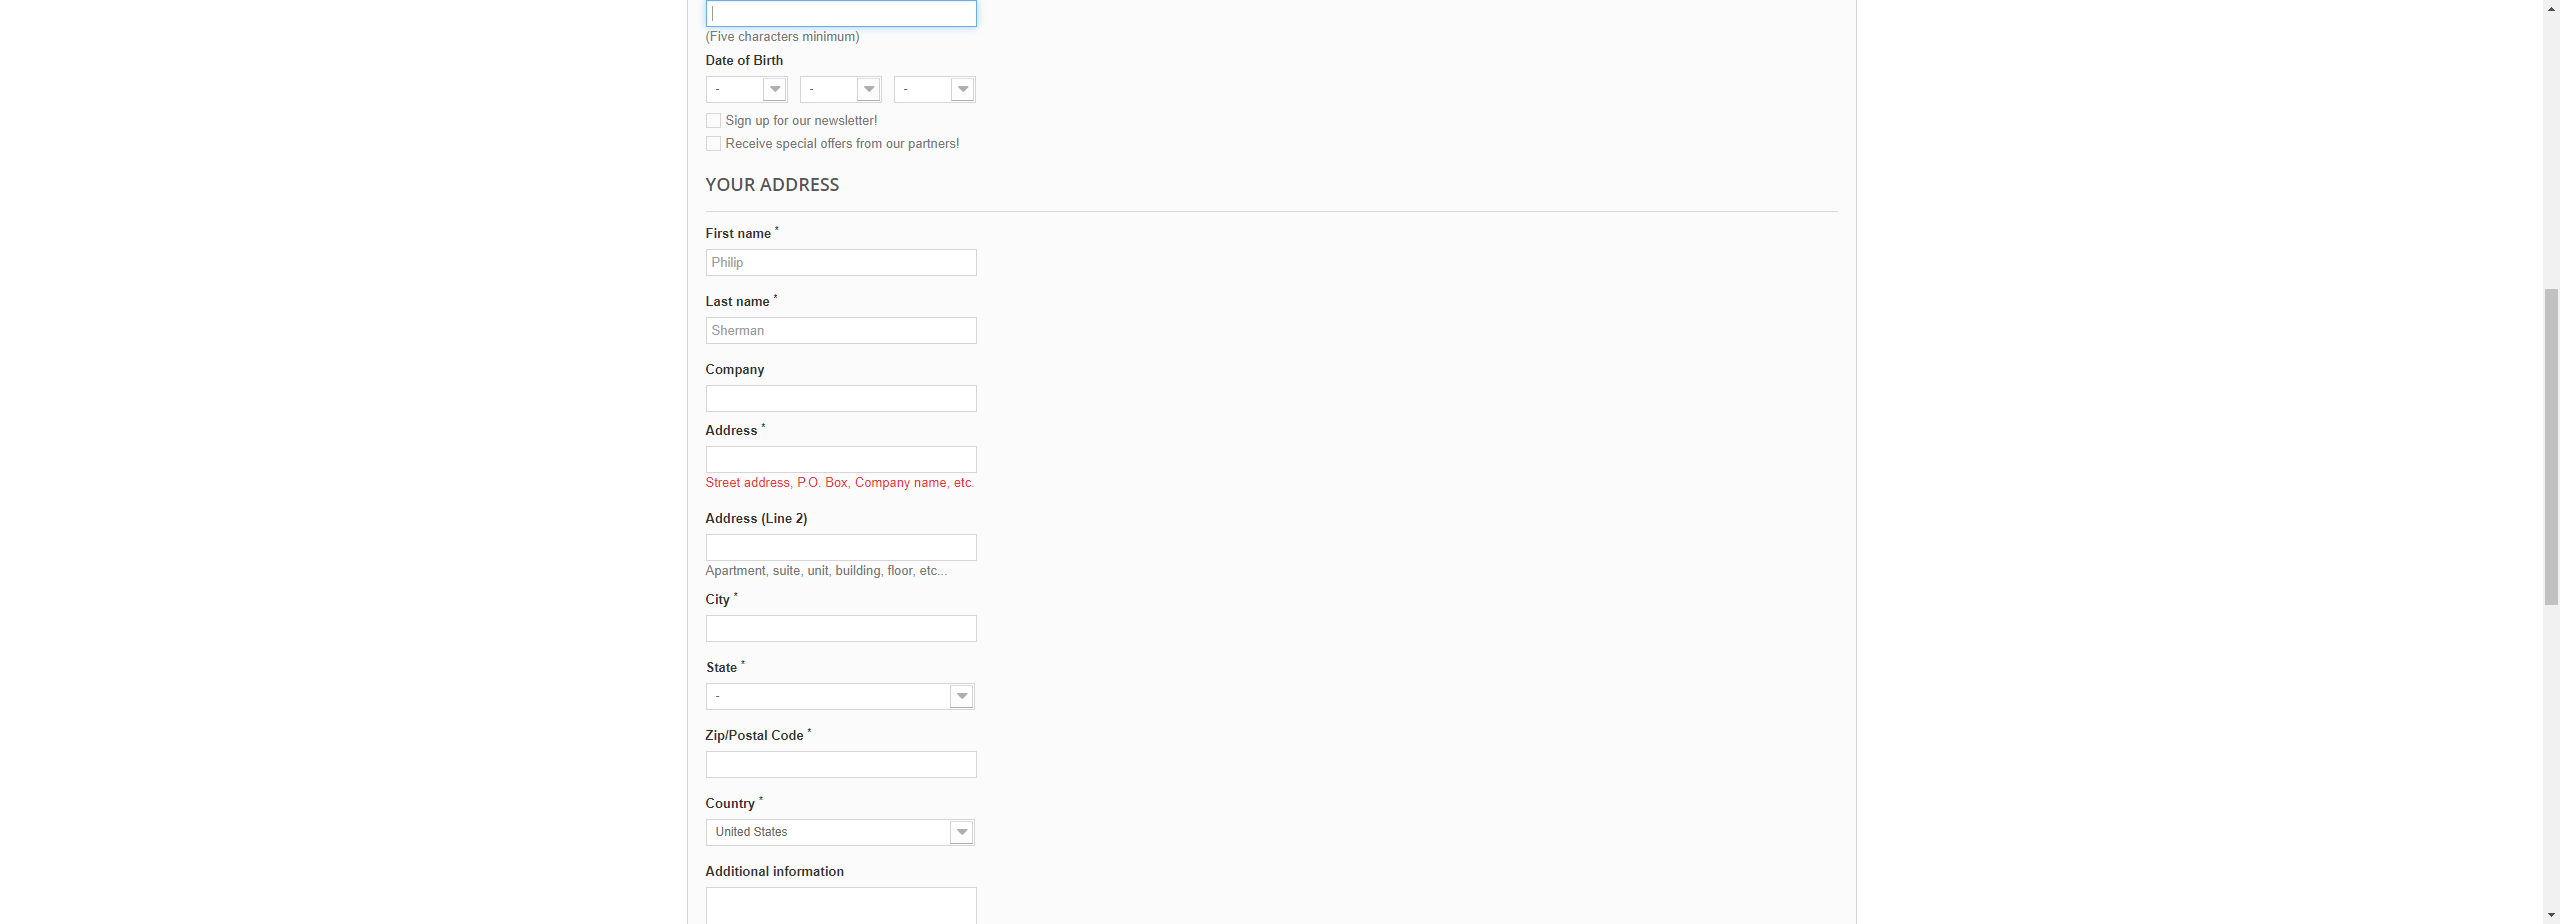 (Five characters minimum)
Date of Birth
- - -
Sign up for our newsletter!
Receive special offers from our partners!
YOUR ADDRESS
First name *
Philip
Last name *
Sherman
Company
Address *
Street address, P.O. Box, Company name, etc.
Address (Line 2)
Apartment, suite, unit, building, floor, etc...
City *
State *
-
Zip/Postal Code *
Country *
United States
Additional information